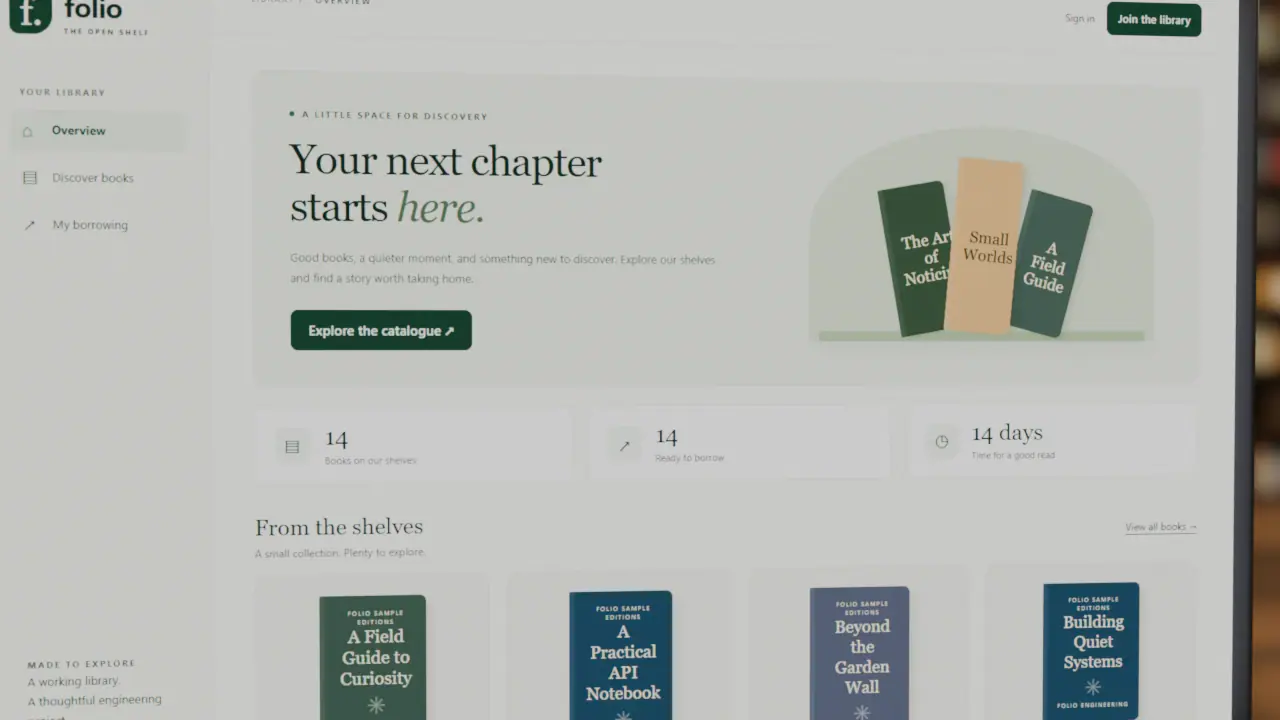 f.
folio
THE OPEN SHELF
OVERVIEW
Sign in
Join the library
YOUR LIBRARY
Overview
Discover books
My borrowing
A LITTLE SPACE FOR DISCOVERY
Your next chapter
starts here.
Good books, a quieter moment, and something new to discover. Explore our shelves
and find a story worth taking home.
Explore the catalogue ↗
The Art
of
Small
Worlds
A
Field
Guide
14
Books on our shelves
14
Ready to borrow
14 days
Time for a good read
From the shelves
A small collection. Plenty to explore.
View all books →
FOLIO SAMPLE
EDITIONS
A Field
Guide to
Curiosity
FOLIO SAMPLE
EDITIONS
A
Practical
API
Notebook
FOLIO SAMPLE
EDITIONS
Beyond
the
Garden
Wall
FOLIO SAMPLE
EDITIONS
Building
Quiet
Systems
FOLIO ENGINEERING
MADE TO EXPLORE
A working library.
A thoughtful engineering